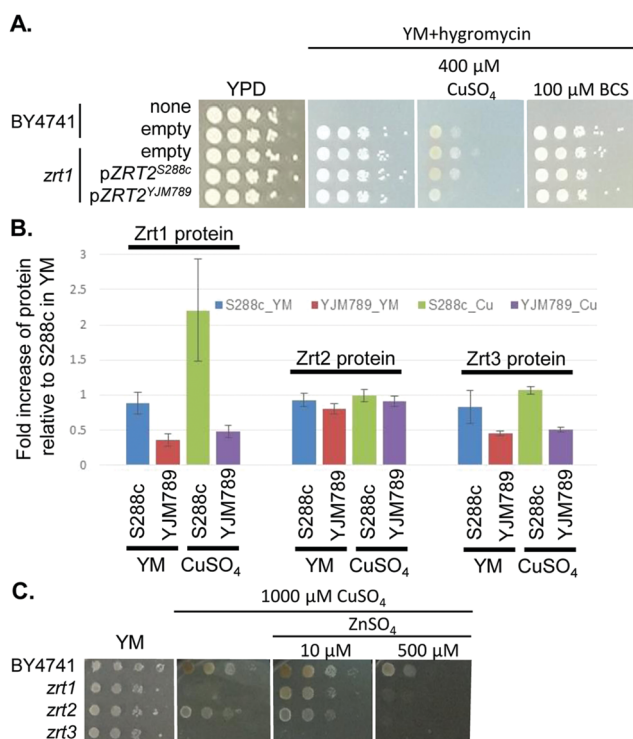 A.
YM+hygromycin
400 µM
CuSO4
100 µM BCS
YPD
BY4741
none
empty
zrt1
empty
pZRT2S288c
pZRT2YJM789
B.
Zrt1 protein
Zrt2 protein
Zrt3 protein
Fold increase of protein
relative to S288c in YM
3
2.5
2
1.5
1
0.5
0
S288c_YM YJM789_YM S288c_Cu YJM789_Cu
S288c YJM789 S288c YJM789 S288c YJM789 S288c YJM789 S288c YJM789 S288c YJM789
YM CuSO4 YM CuSO4 YM CuSO4
C.
1000 µM CuSO4
ZnSO4
YM
10 µM 500 µM
BY4741
zrt1
zrt2
zrt3